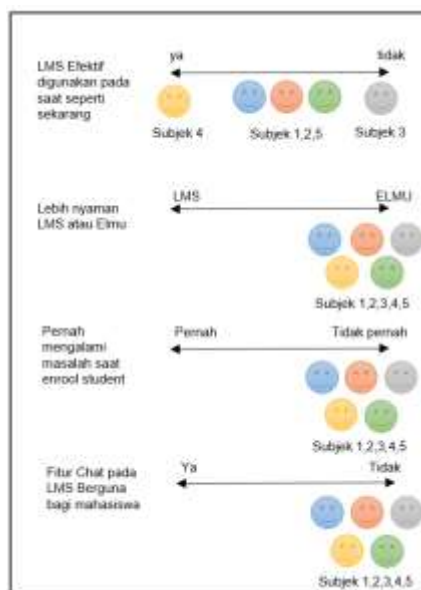 LMS Efektif
digunakan pada
saat seperti
sekarang
ya
tidak
Subjek 4
Subjek 1,2,5
Subjek 3
Lebih nyaman
LMS atau Elmu
LMS
ELMU
Subjek 1,2,3,4,5
Pernah
mengalami
masalah saat
enrool student
Pernah
Tidak pernah
Subjek 1,2,3,4,5
Fitur Chat pada
LMS Berguna
bagi mahasiswa
Ya
Tidak
Subjek 1,2,3,4,5